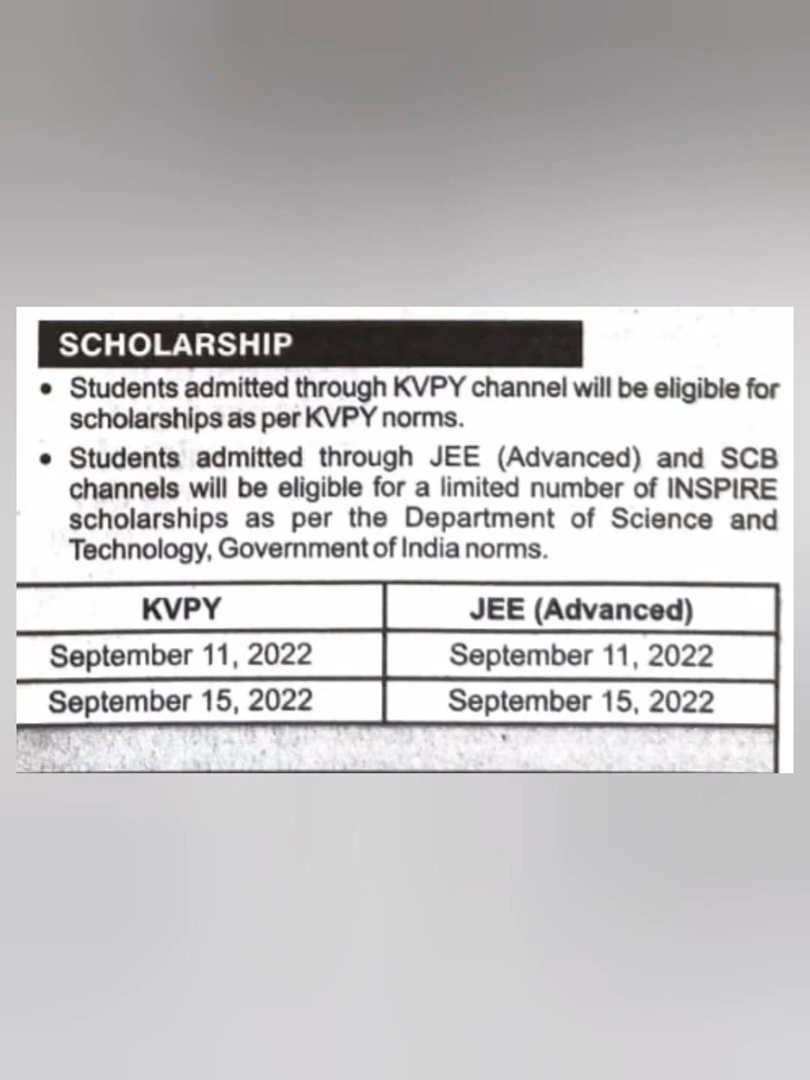 SCHOLARSHIP
• Students admitted through KVPY channel will be eligible for
scholarships as per KVPY norms.
• Students admitted through JEE (Advanced) and SCB
channels will be eligible for a limited number of INSPIRE
scholarships as per the Department of Science and
Technology, Government of India norms.
KVPY JEE (Advanced)
September 11, 2022 September 11, 2022
September 15, 2022 September 15, 2022